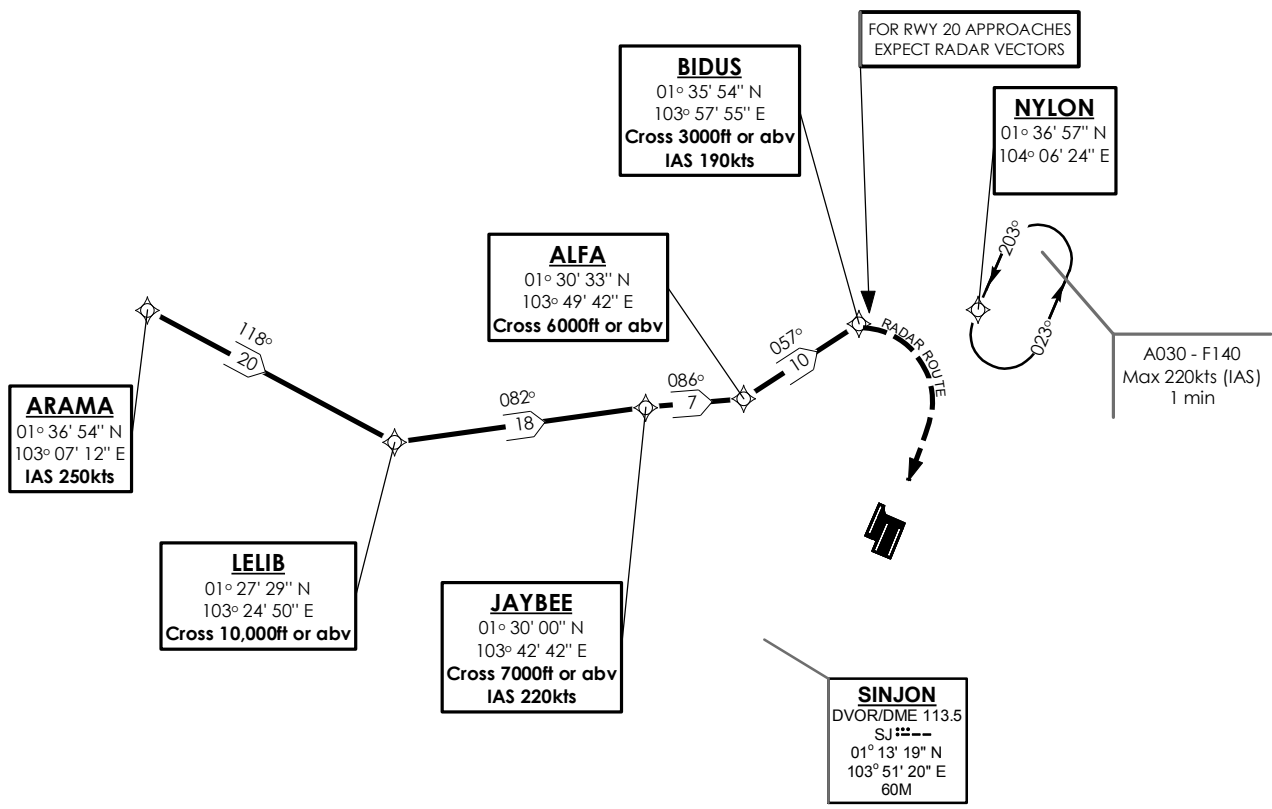 FOR RWY 20 APPROACHES
EXPECT RADAR VECTORS
BIDUS
01° 35' 54" N
103° 57' 55" E
Cross 3000ft or abv
IAS 190kts
NYLON
01° 36' 57" N
104° 06' 24" E
ALFA
01° 30' 33" N
103° 49' 42" E
Cross 6000ft or abv
203°
023°
A030 - F140
Max 220kts (IAS)
1 min
118°
20
082°
18
086°
7
057°
10
RADAR ROUTE
ARAMA
01° 36' 54" N
103° 07' 12" E
IAS 250kts
LELIB
01° 27' 29" N
103° 24' 50" E
Cross 10,000ft or abv
JAYBEE
01° 30' 00" N
103° 42' 42" E
Cross 7000ft or abv
IAS 220kts
SINJON
DVOR/DME 113.5
SJ
01° 13' 19" N
103° 51' 20" E
60M